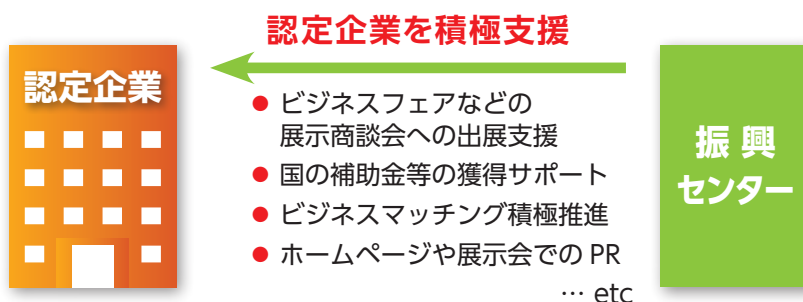 認定企業を積極支援
認定企業
● ビジネスフェアなどの
展示商談会への出展支援
● 国の補助金等の獲得サポート
● ビジネスマッチング積極推進
● ホームページや展示会での PR
… etc
振 興
センター